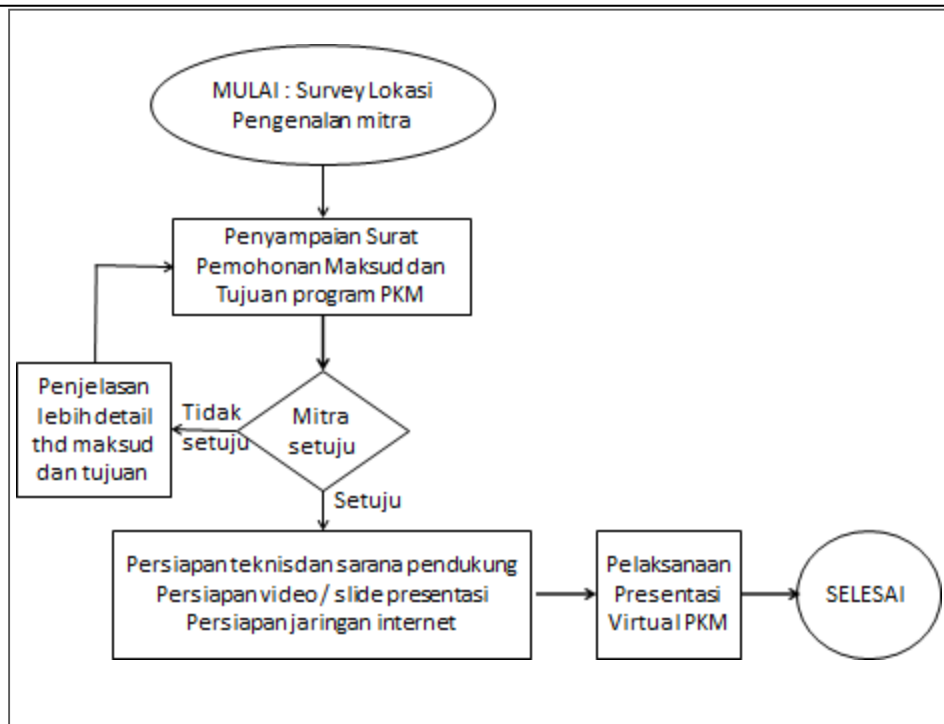 MULAI : Survey Lokasi
Pengenalan mitra
Penyampaian Surat
Pemohonan Maksud dan
Tujuan program PKM
Penjelasan
lebih detail
thd maksud
dan tujuan
Tidak
setuju
Mitra
setuju
Setuju
Persiapan teknis dan sarana pendukung
Persiapan video / slide presentasi
Persiapan jaringan internet
Pelaksanaan
Presentasi
Virtual PKM
SELESAI